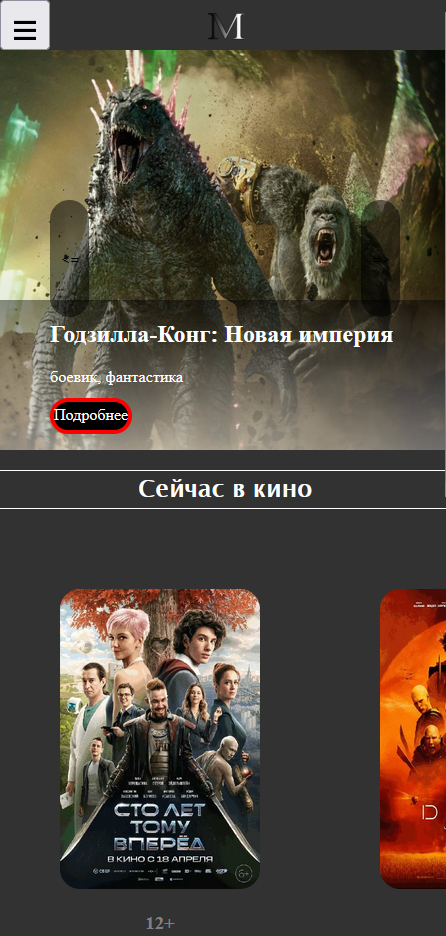 M
Годзилла-Конг: Новая империя
боевик, фантастика
Подробнее
Сейчас в кино
СТО ЛЕТ
ТОМУ
ВПЕРЁД
В КИНО С 18 АПРЕЛЯ
6+
D
12+